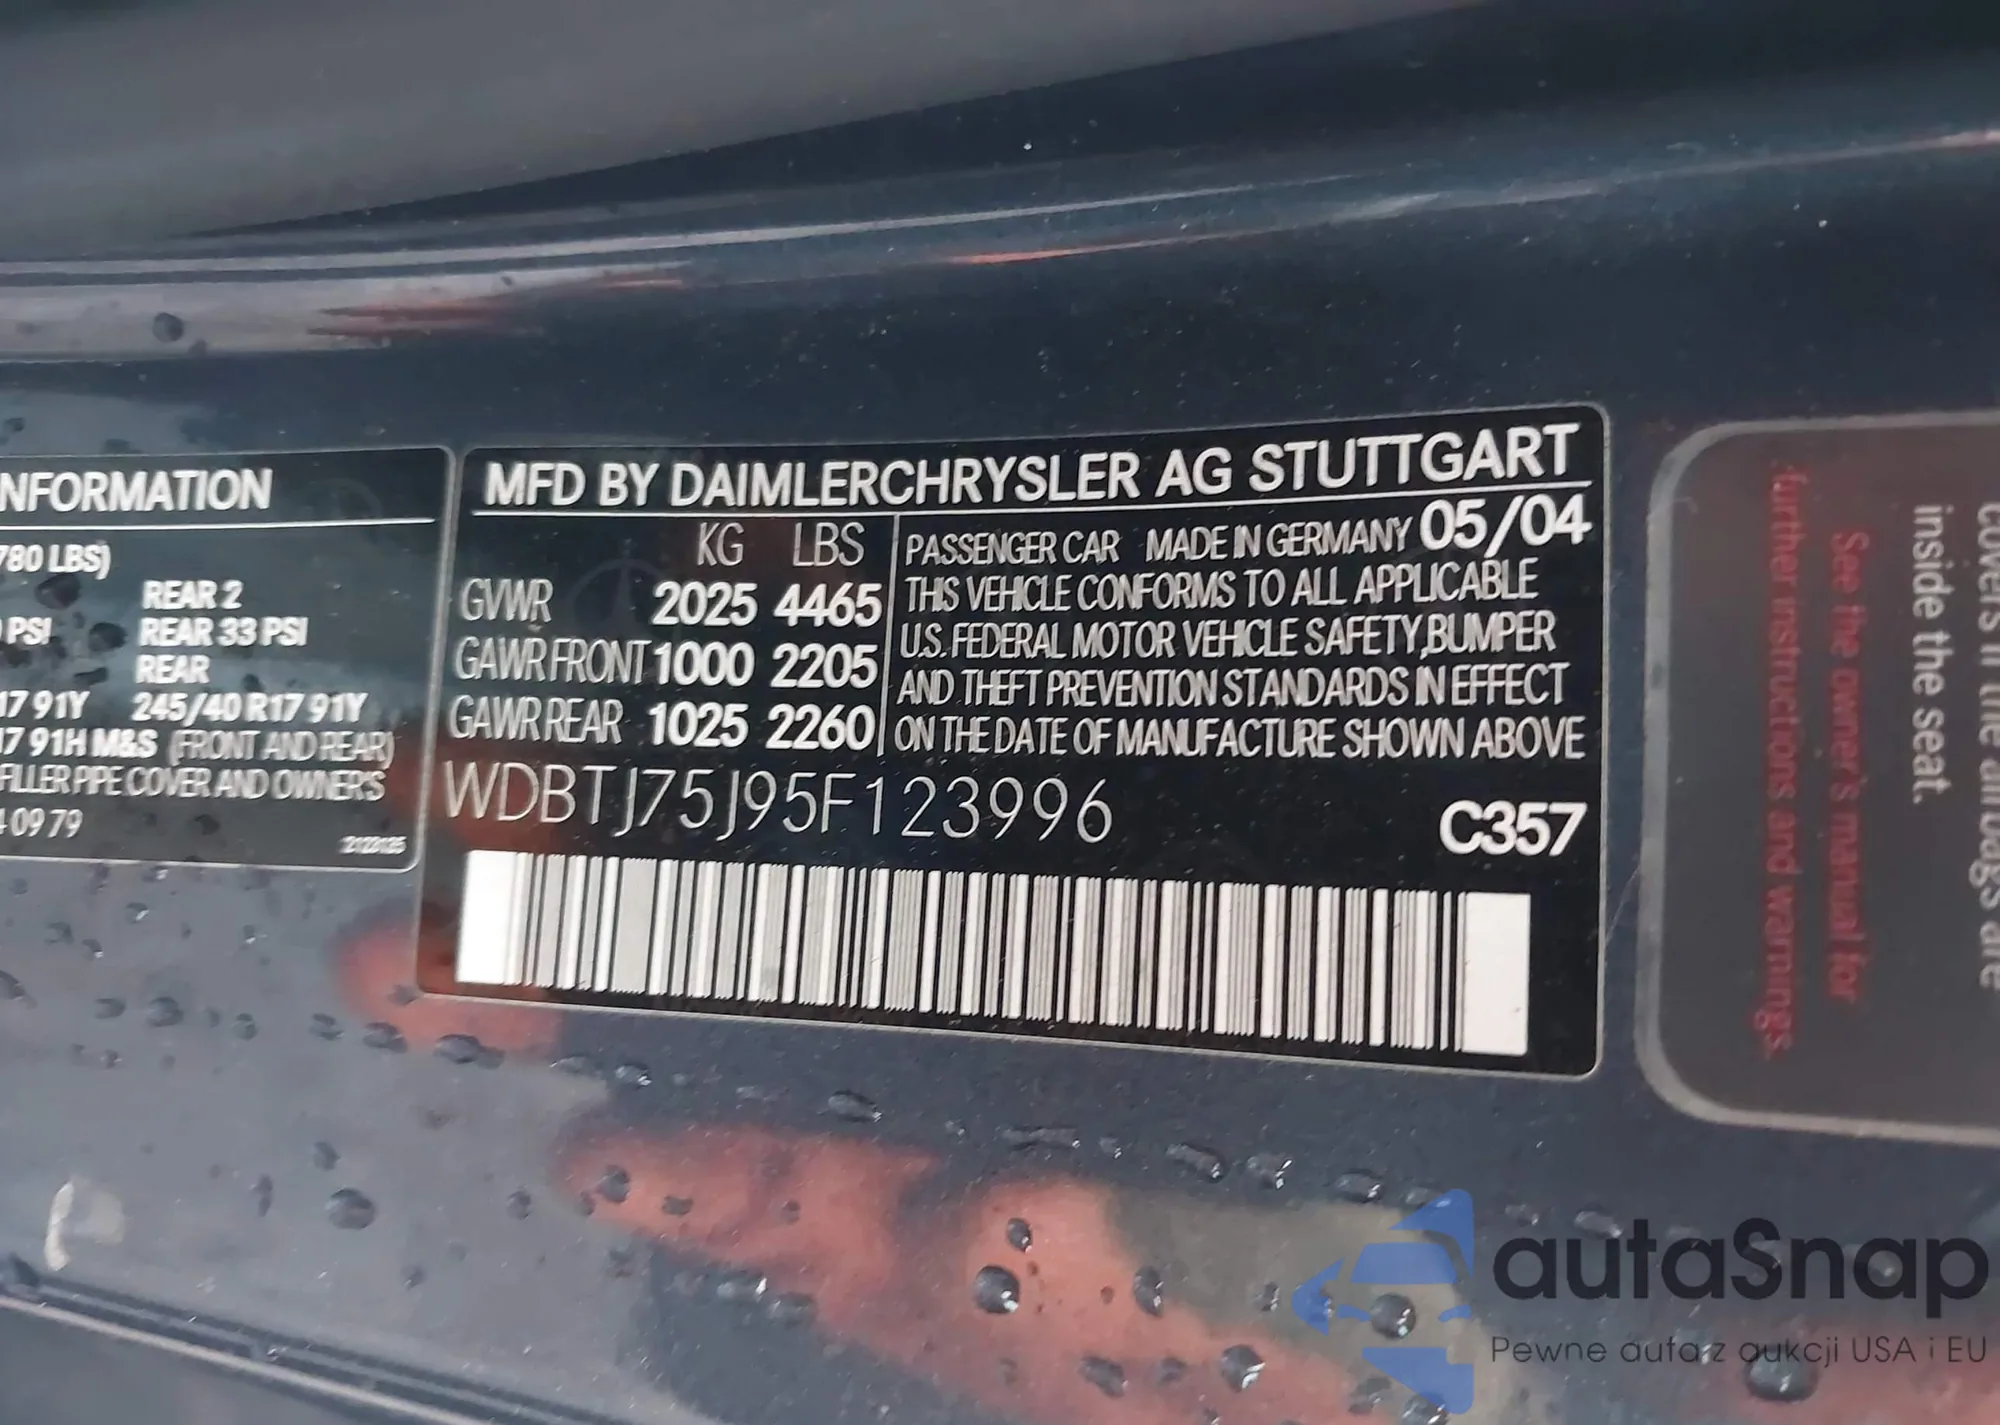 NFORMATION
780 LBS)
REAR 2
PSI REAR 33 PSI
REAR
17 91Y 245/40 R17 91Y
17 91H M&S (FRONT AND REAR)
FILLER PIPE COVER AND OWNER'S
09 79
MFD BY DAIMLERCHRYSLER AG STUTTGART
KG LBS
GVWR 2025 4465
GAWR FRONT 1000 2205
GAWR REAR 1025 2260
PASSENGER CAR MADE IN GERMANY 05/04
THIS VEHICLE CONFORMS TO ALL APPLICABLE
U.S. FEDERAL MOTOR VEHICLE SAFETY,BUMPER
AND THEFT PREVENTION STANDARDS IN EFFECT
ON THE DATE OF MANUFACTURE SHOWN ABOVE
WDBTJ75J95F123996
C357
covers if the airbags are
inside the seat.
See the owner's manual for
further instructions and warnings.
autaSnap
Pewne auta z aukcji USA i EU